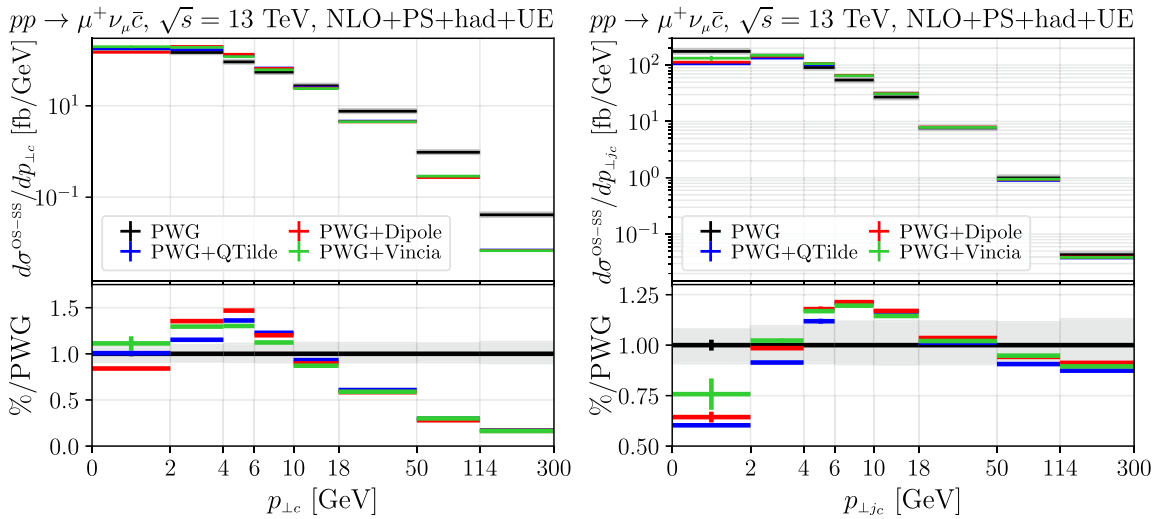 pp → μ⁺ν_μ c̄, √s = 13 TeV, NLO+PS+had+UE
dσ^OS−SS/dp_⊥c [fb/GeV]
10¹
10⁻¹
PWG
PWG+QTilde
PWG+Dipole
PWG+Vincia
%/PWG
1.5
1.0
0.5
0.0
0 2 4 6 10 18 50 114 300
p_⊥c [GeV]
pp → μ⁺ν_μ c̄, √s = 13 TeV, NLO+PS+had+UE
dσ^OS−SS/dp_⊥j_c [fb/GeV]
10²
10¹
10⁰
10⁻¹
PWG
PWG+QTilde
PWG+Dipole
PWG+Vincia
%/PWG
1.25
1.00
0.75
0.50
0 2 4 6 10 18 50 114 300
p_⊥j_c [GeV]